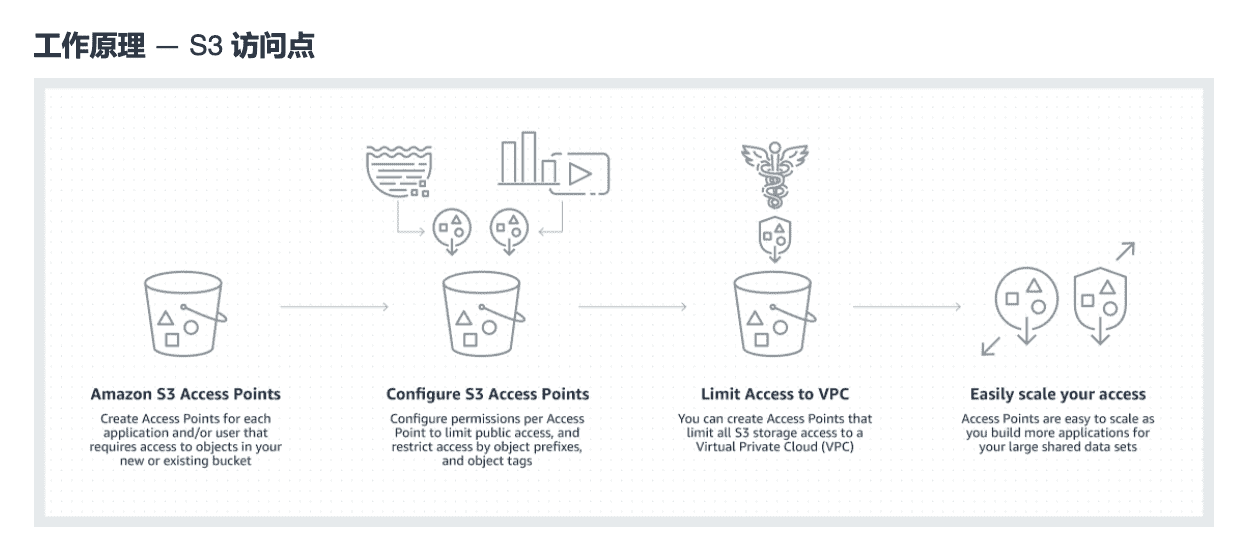 工作原理 — S3 访问点
Amazon S3 Access Points
Create Access Points for each
application and/or user that
requires access to objects in your
new or existing bucket
Configure S3 Access Points
Configure permissions per Access
Point to limit public access, and
restrict access by object prefixes,
and object tags
Limit Access to VPC
You can create Access Points that
limit all S3 storage access to a
Virtual Private Cloud (VPC)
Easily scale your access
Access Points are easy to scale as
you build more applications for
your large shared data sets